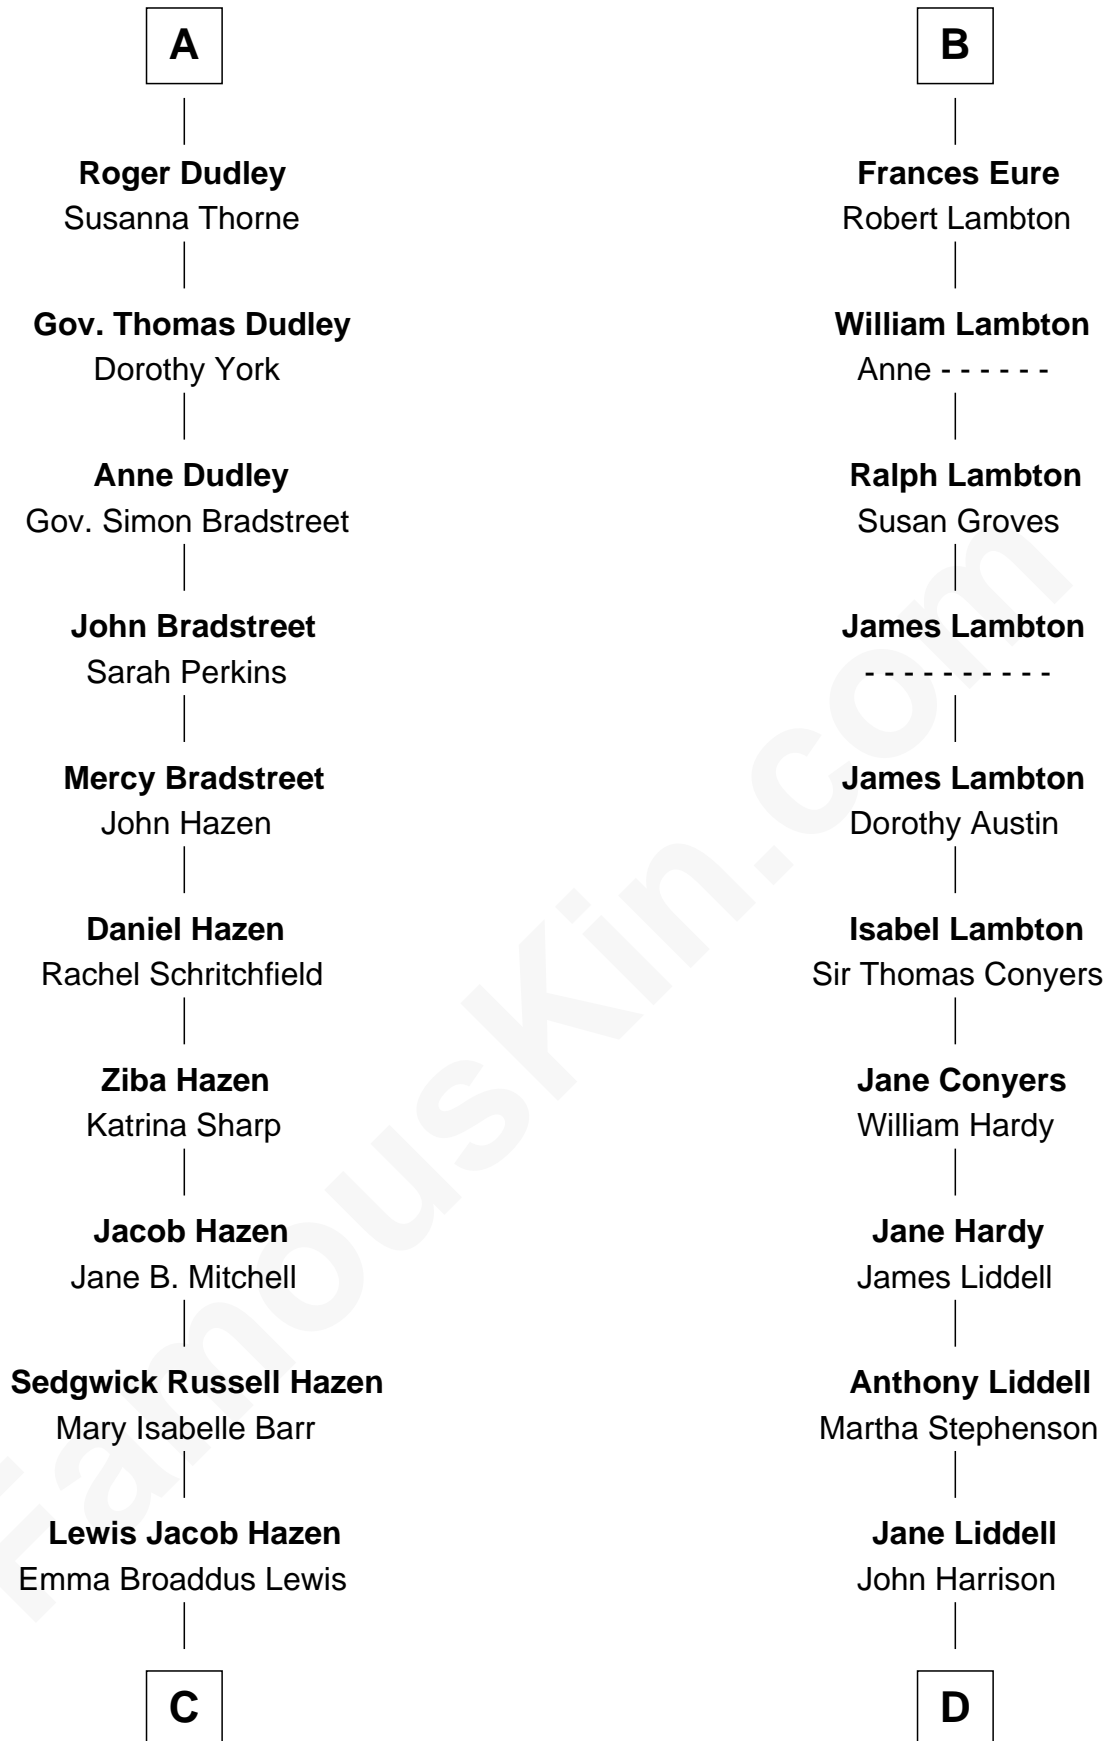 A
Roger Dudley
Susanna Thorne
Gov. Thomas Dudley
Dorothy York
Anne Dudley
Gov. Simon Bradstreet
John Bradstreet
Sarah Perkins
Mercy Bradstreet
John Hazen
Daniel Hazen
Rachel Schritchfield
Ziba Hazen
Katrina Sharp
Jacob Hazen
Jane B. Mitchell
Sedgwick Russell Hazen
Mary Isabelle Barr
Lewis Jacob Hazen
Emma Broaddus Lewis
C
B
Frances Eure
Robert Lambton
William Lambton
Anne - - - - - -
Ralph Lambton
Susan Groves
James Lambton
- - - - - - - - - -
James Lambton
Dorothy Austin
Isabel Lambton
Sir Thomas Conyers
Jane Conyers
William Hardy
Jane Hardy
James Liddell
Anthony Liddell
Martha Stephenson
Jane Liddell
John Harrison
D
FamousKin.com